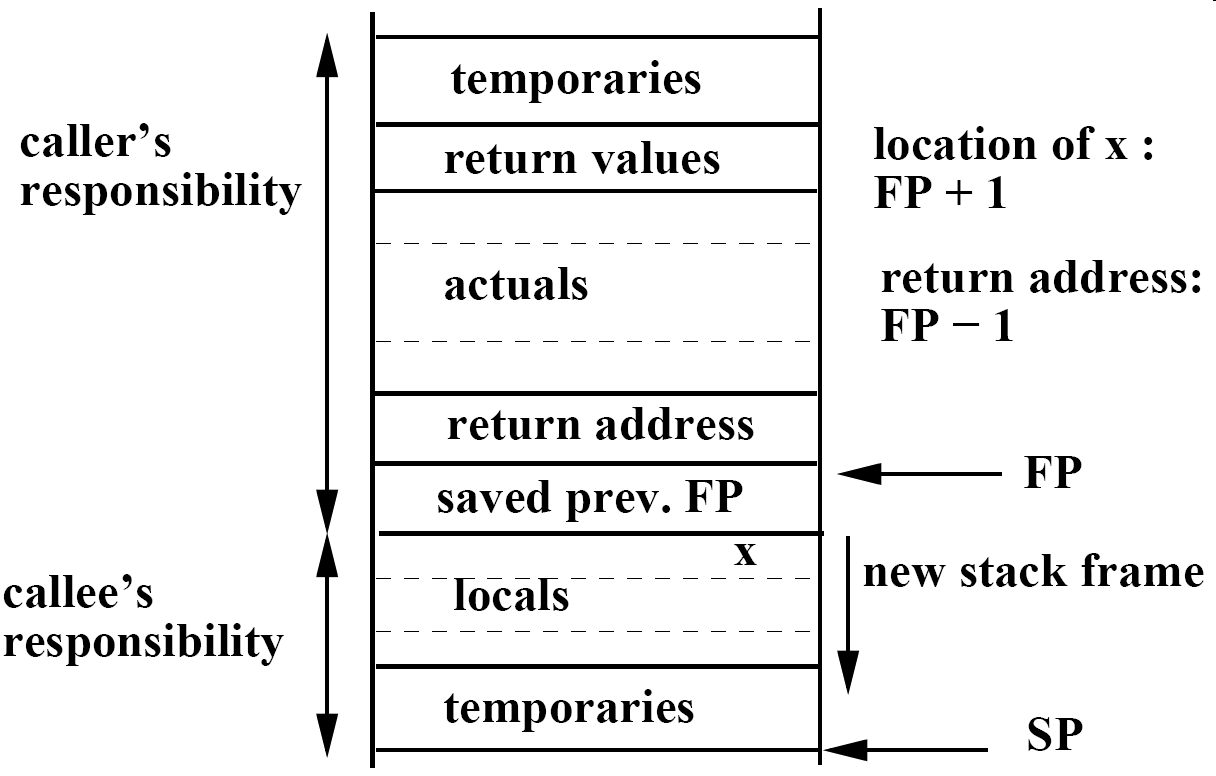 temporaries
caller’s
responsibility
return values
location of x :
FP + 1
actuals
return address:
FP − 1
return address
saved prev. FP
FP
x
callee’s
responsibility
locals
new stack frame
temporaries
SP